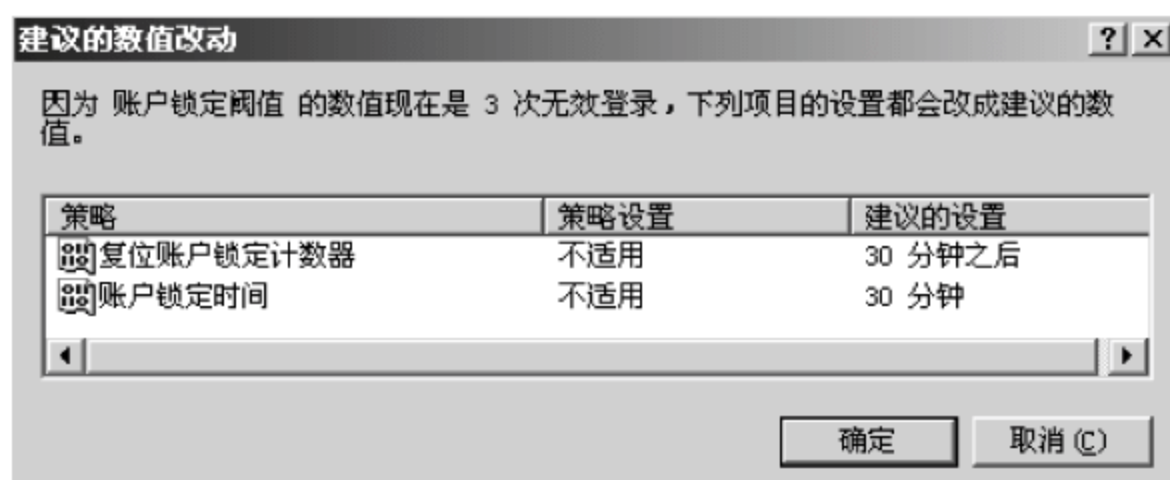 建议的数值改动
因为 账户锁定阈值 的数值现在是 3 次无效登录，下列项目的设置都会改成建议的数
值。
策略 策略设置 建议的设置
复位账户锁定计数器 不适用 30 分钟之后
账户锁定时间 不适用 30 分钟
确定 取消(C)